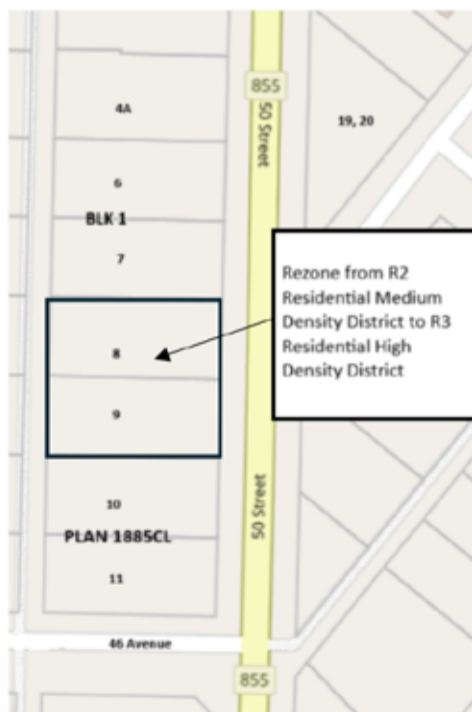 855
50 Street
4A
19, 20
6
BLK 1
7
Rezone from R2
Residential Medium
Density District to R3
Residential High
Density District
8
9
10
50 Street
PLAN 1885CL
11
46 Avenue
855